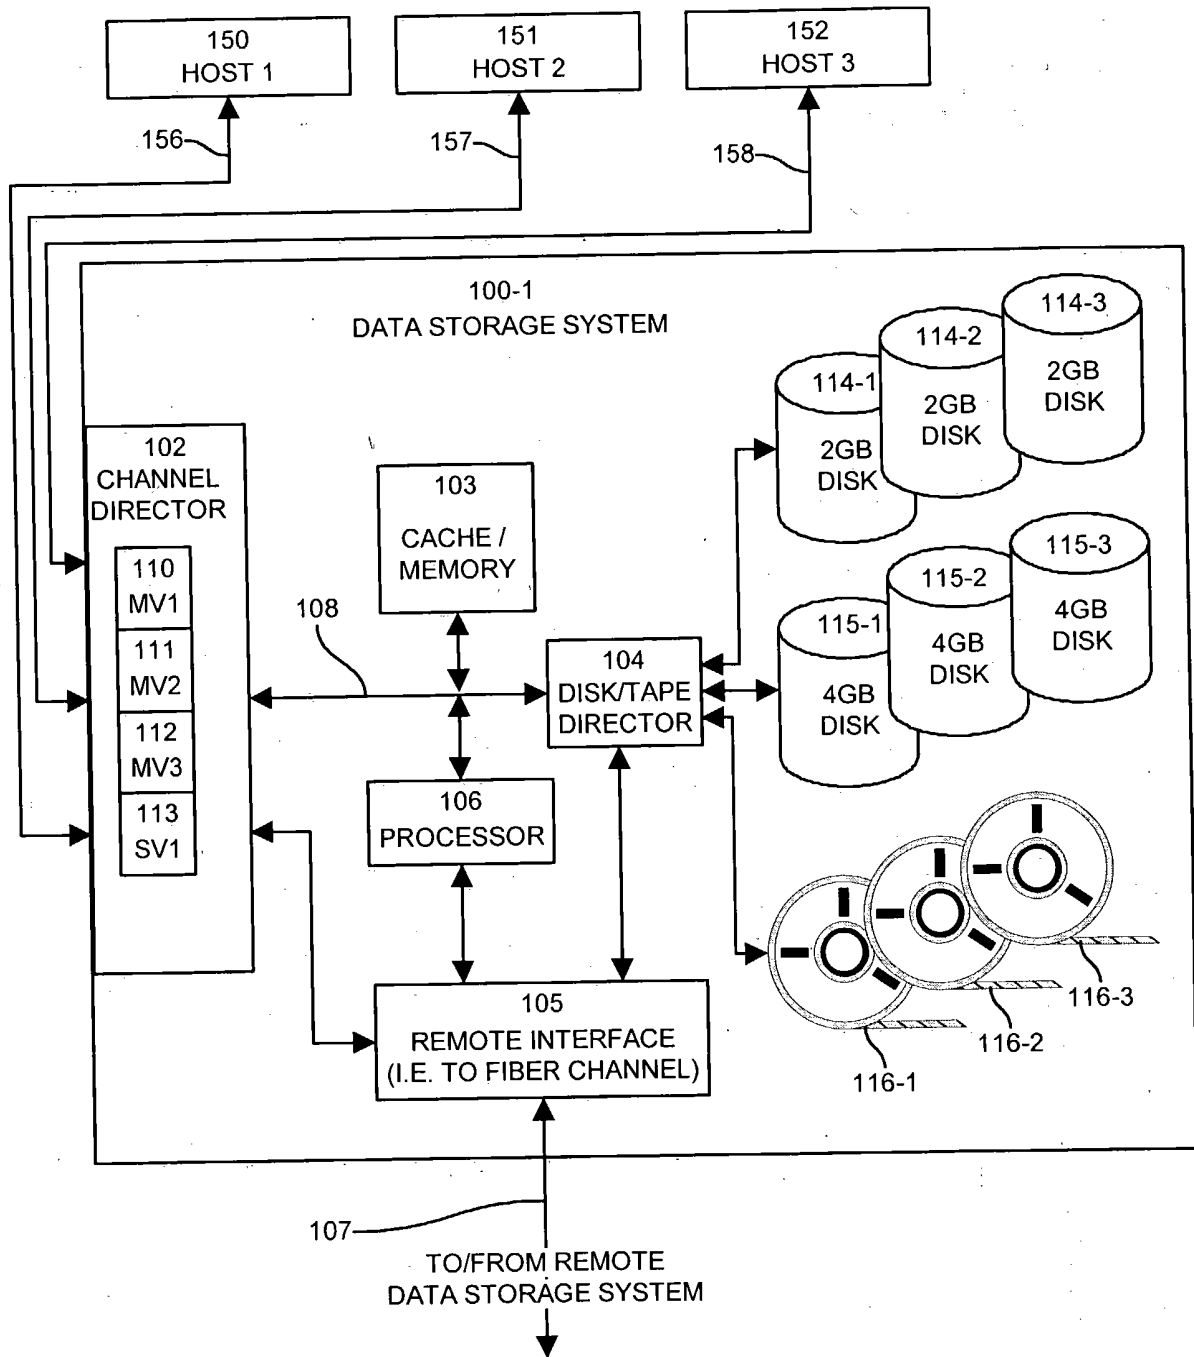 150
HOST 1
151
HOST 2
152
HOST 3
156
157
158
100-1
DATA STORAGE SYSTEM
114-3
2GB
DISK
114-2
2GB
DISK
114-1
2GB
DISK
102
CHANNEL
DIRECTOR
110
MV1
111
MV2
112
MV3
113
SV1
103
CACHE /
MEMORY
108
104
DISK/TAPE
DIRECTOR
115-3
4GB
DISK
115-2
4GB
DISK
115-1
4GB
DISK
106
PROCESSOR
105
REMOTE INTERFACE
(I.E. TO FIBER CHANNEL)
116-3
116-2
116-1
107
TO/FROM REMOTE
DATA STORAGE SYSTEM